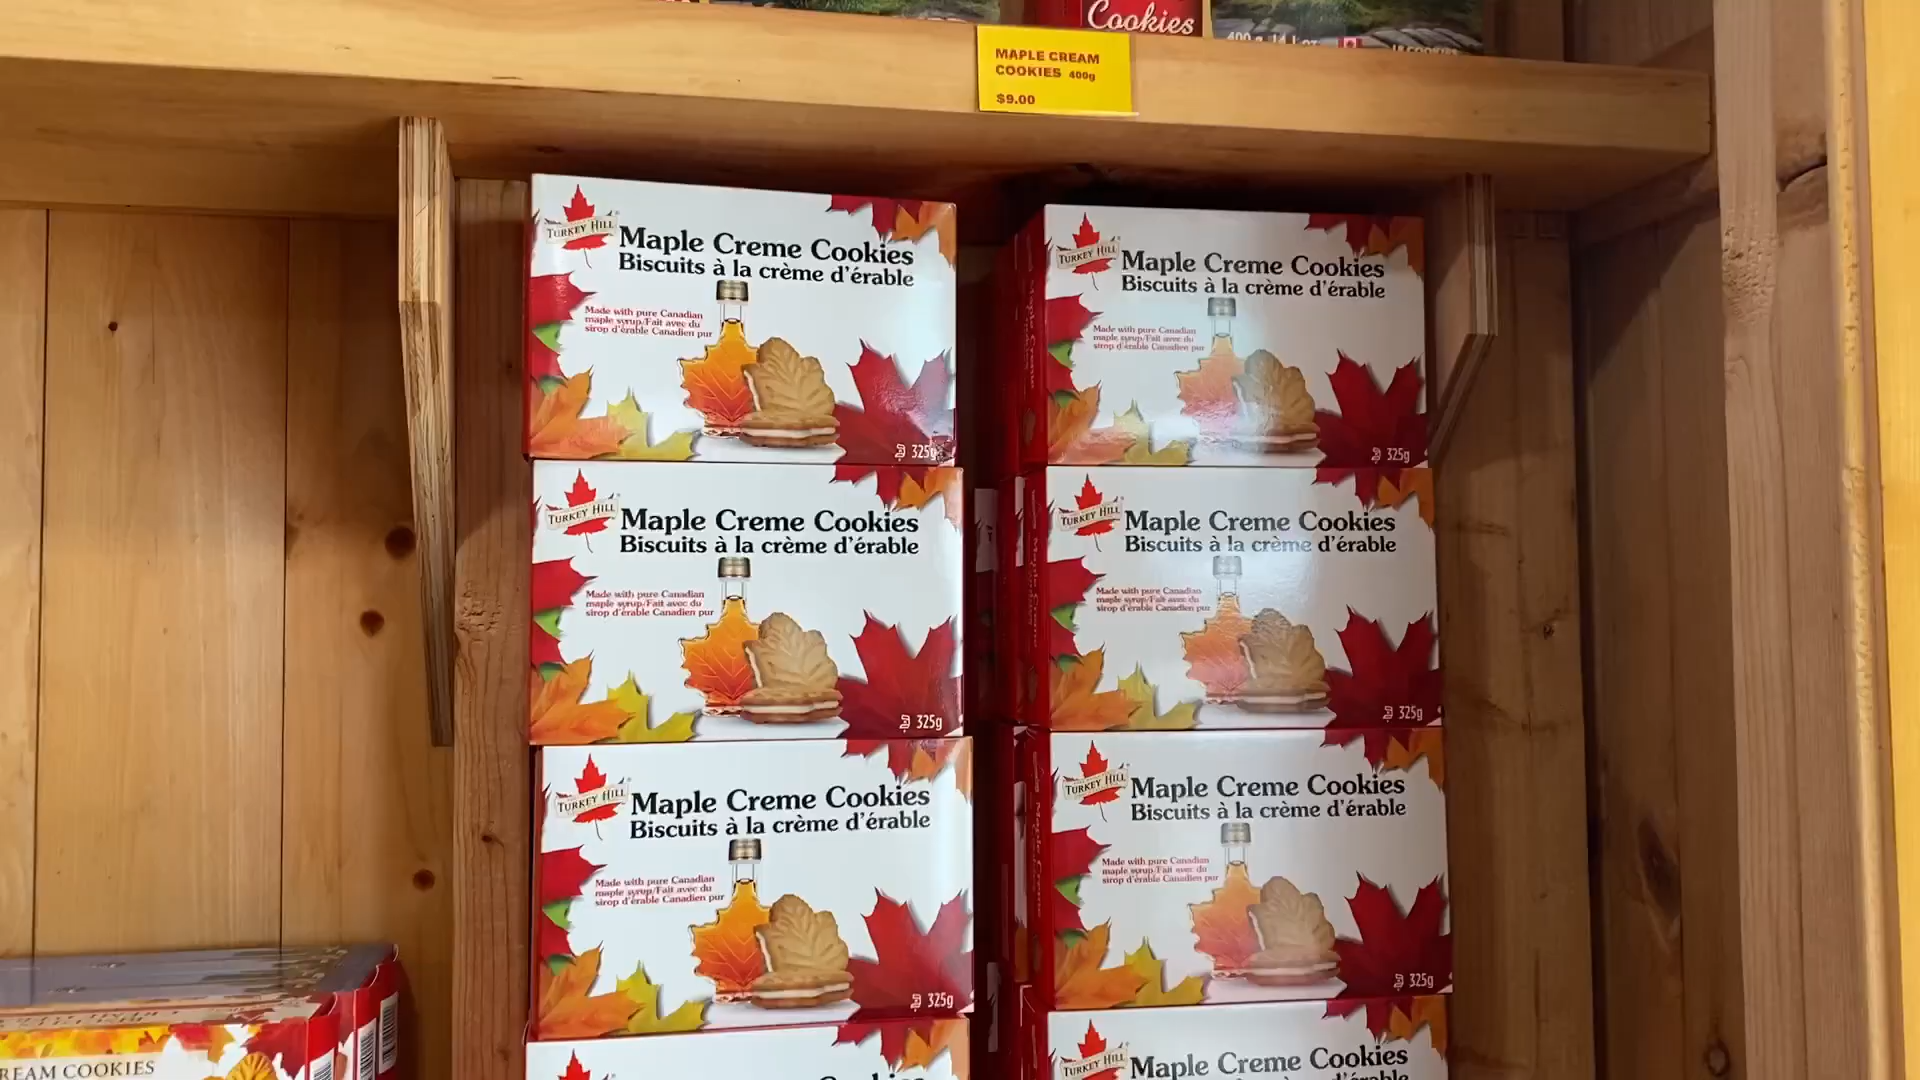 Cookies
MAPLE CREAM
COOKIES 400g
$9.00
TURKEY HILL
Maple Creme Cookies
Biscuits à la crème d'érable
Made with pure Canadian
maple syrup/Fait avec du
sirop d'érable Canadien pur
325g
TURKEY HILL
Maple Creme Cookies
Biscuits à la crème d'érable
Made with pure Canadian
maple syrup/Fait avec du
sirop d'érable Canadien pur
325g
TURKEY HILL
Maple Creme Cookies
Biscuits à la crème d'érable
Made with pure Canadian
maple syrup/Fait avec du
sirop d'érable Canadien pur
325g
TURKEY HILL
Maple Creme Cookies
Biscuits à la crème d'érable
Made with pure Canadian
maple syrup/Fait avec du
sirop d'érable Canadien pur
325g
TURKEY HILL
Maple Creme Cookies
Biscuits à la crème d'érable
Made with pure Canadian
maple syrup/Fait avec du
sirop d'érable Canadien pur
325g
TURKEY HILL
Maple Creme Cookies
Biscuits à la crème d'érable
Made with pure Canadian
maple syrup/Fait avec du
sirop d'érable Canadien pur
325g
TURKEY HILL
Maple Creme Cookies
REAM COOKIES